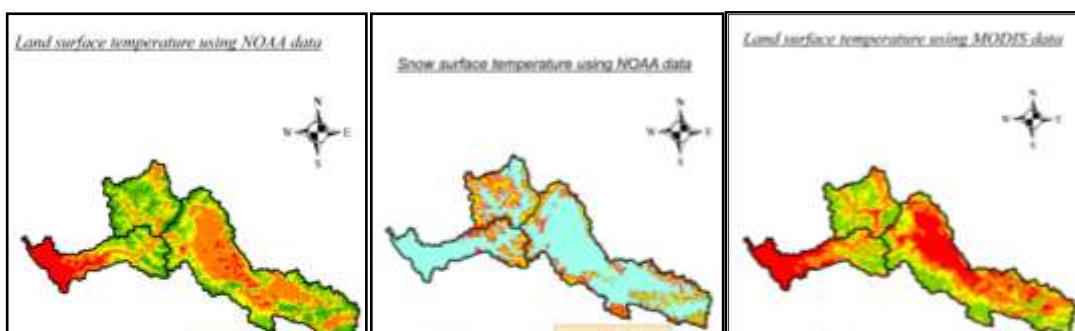 Land surface temperature using NOAA data
N
W E
S
Snow surface temperature using NOAA data
N
W E
S
Land surface temperature using MODIS data
N
W E
S